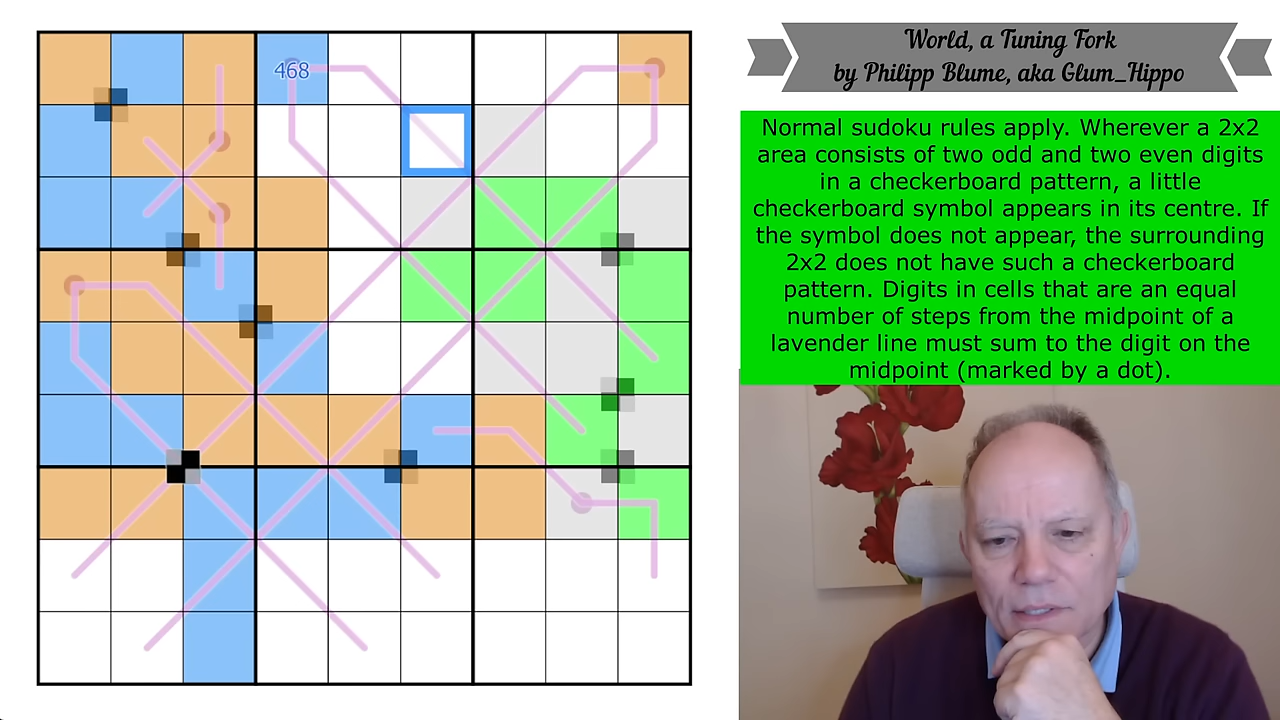 World, a Tuning Fork
by Philipp Blume, aka Glum_Hippo
Normal sudoku rules apply. Wherever a 2x2
area consists of two odd and two even digits
in a checkerboard pattern, a little
checkerboard symbol appears in its centre. If
the symbol does not appear, the surrounding
2x2 does not have such a checkerboard
pattern. Digits in cells that are an equal
number of steps from the midpoint of a
lavender line must sum to the digit on the
midpoint (marked by a dot).
468